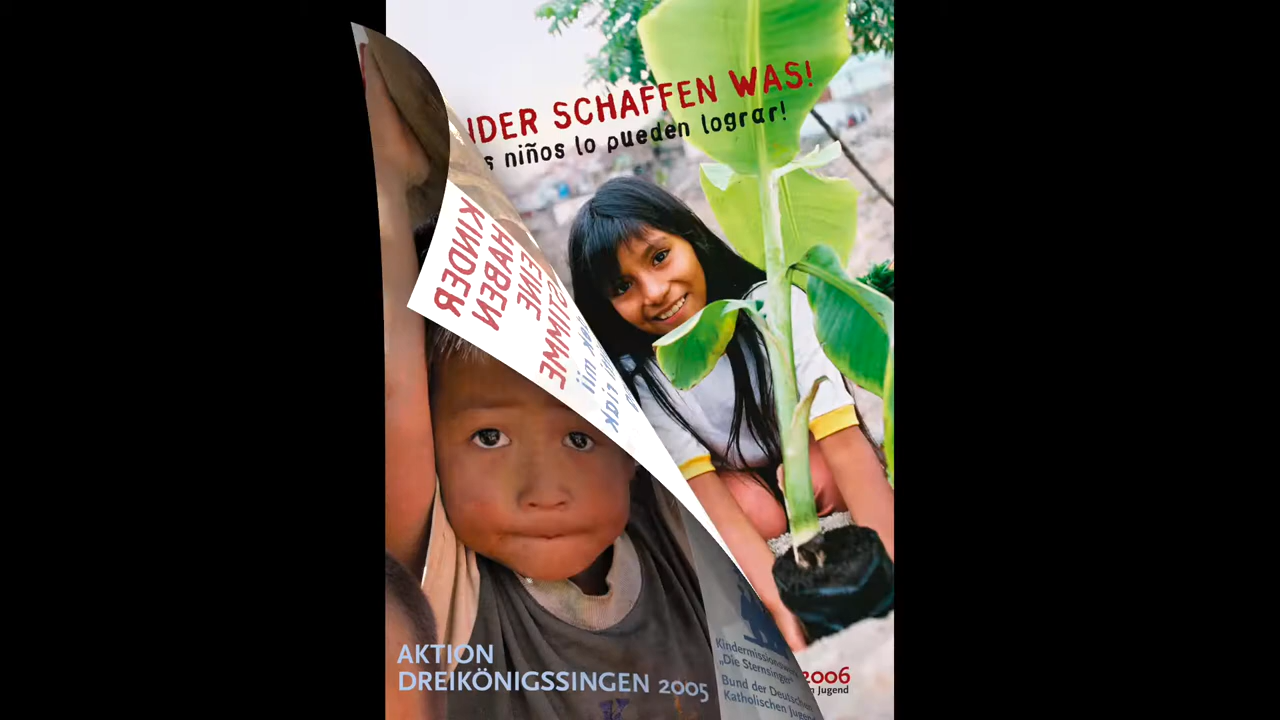 NDER SCHAFFEN WAS!
s niños lo pueden lograr!
KINDER
HABEN
EINE
STIMME
AKTION
DREIKÖNIGSSINGEN 2005
Kindermissionswerk
„Die Sternsinger“
Bund der Deutschen
Katholischen Jugend
2006
n Jugend